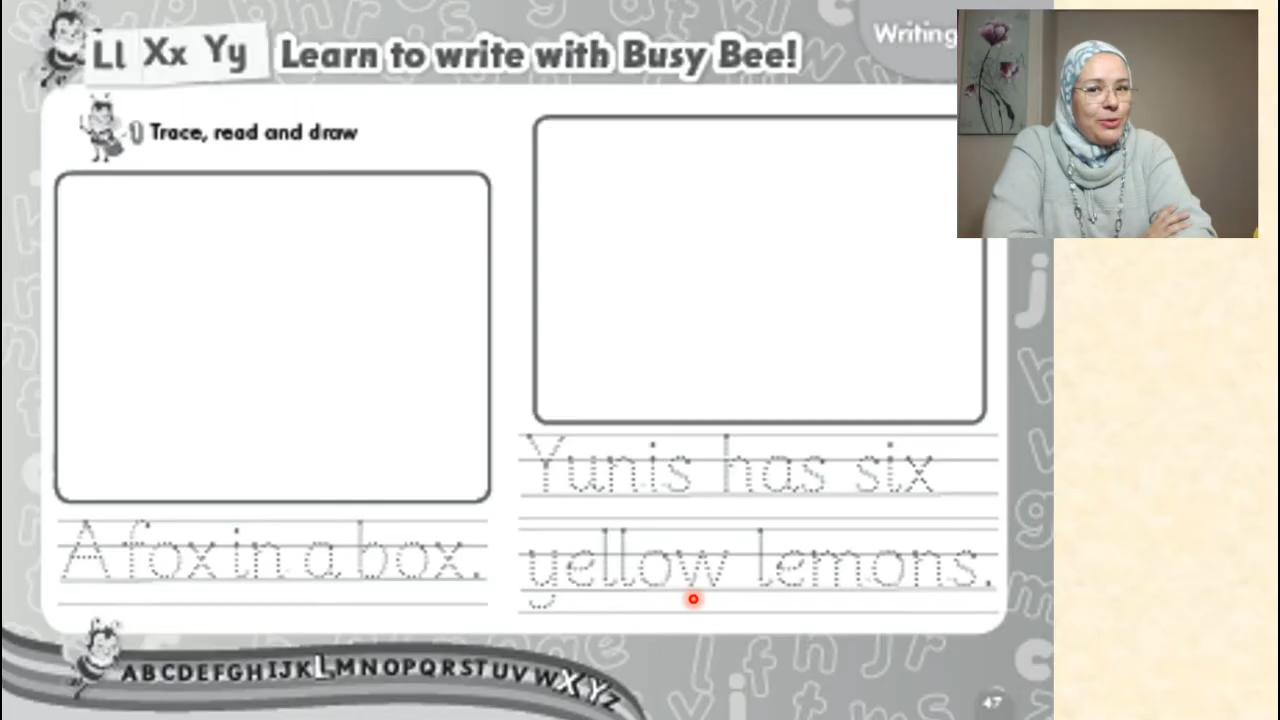 Ll Xx Yy Learn to write with Busy Bee!
Writing
1 Trace, read and draw
A fox in a box.
Yunis has six
yellow lemons.
ABCDEFGHIJKLMNOPQRSTUVWXYZ
47